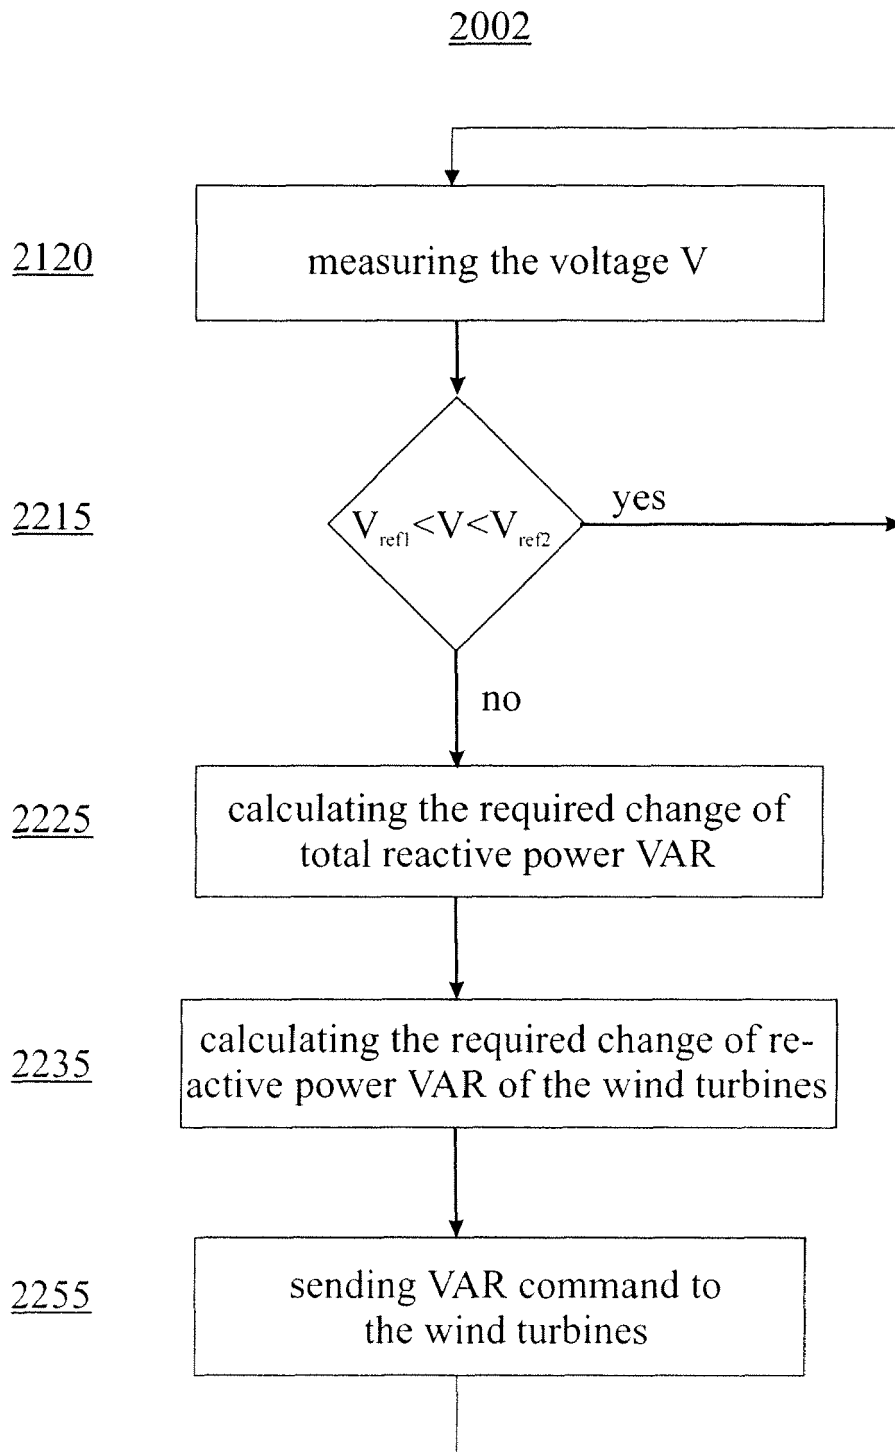 2002
2120
measuring the voltage V
2215
V_ref1<V<V_ref2
yes
no
2225
calculating the required change of
total reactive power VAR
2235
calculating the required change of re-
active power VAR of the wind turbines
2255
sending VAR command to
the wind turbines